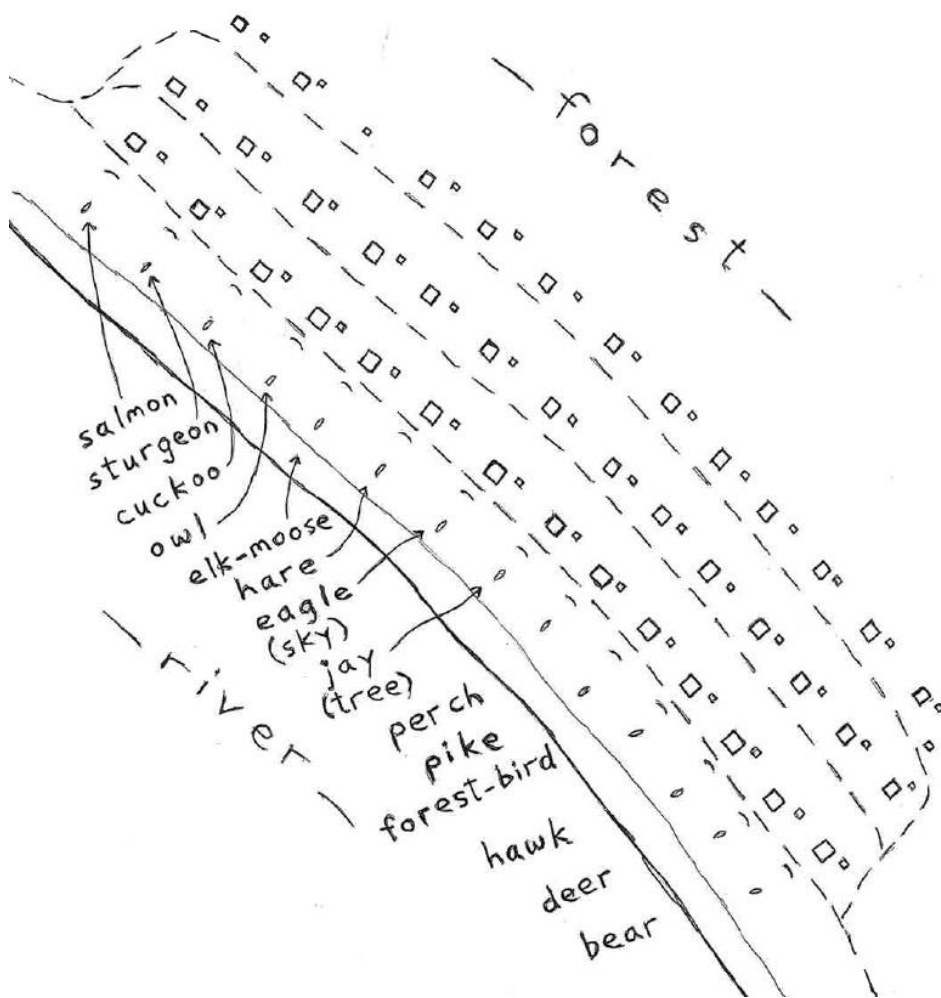 — forest —
salmon
sturgeon
cuckoo
owl
elk-moose
hare
eagle
(sky)
jay
(tree)
perch
pike
forest-bird
hawk
deer
bear
— river —